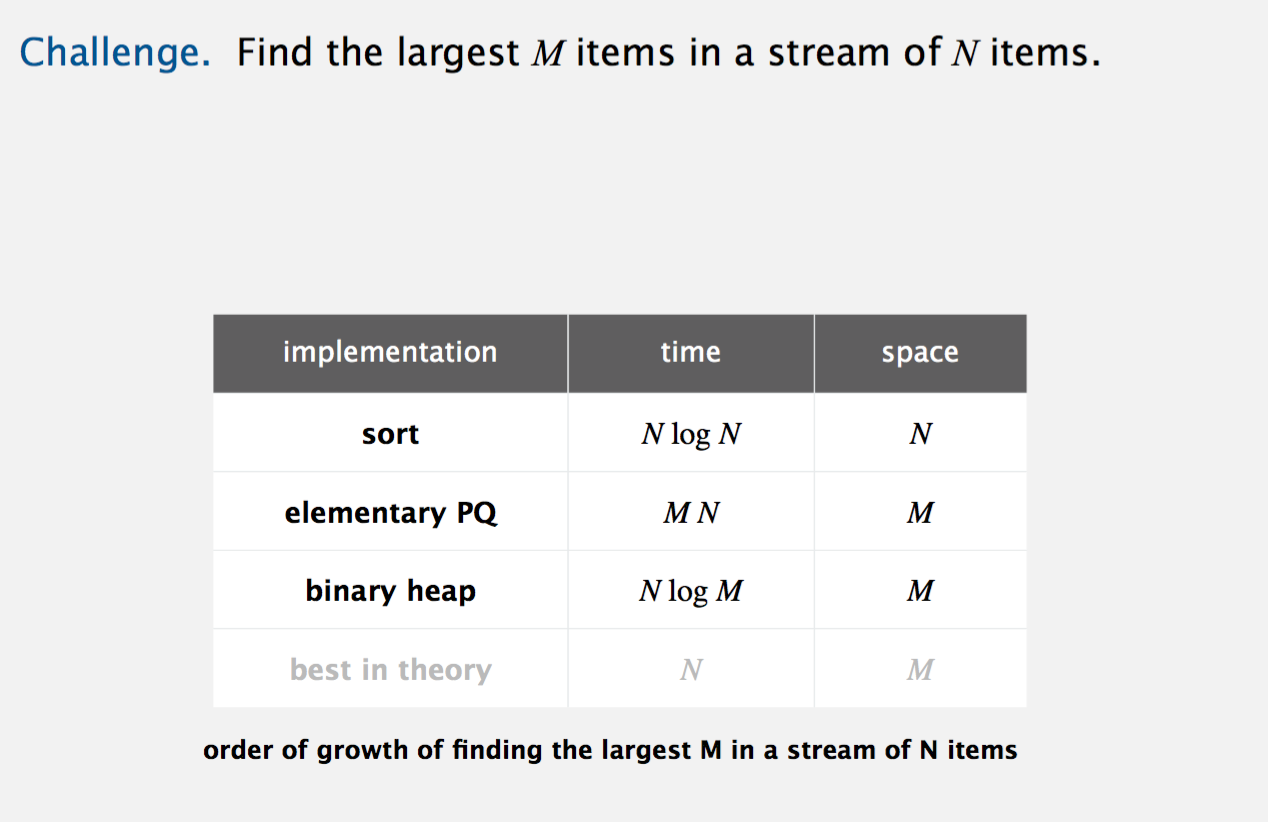 Challenge. Find the largest M items in a stream of N items.
implementation time space
sort N log N N
elementary PQ M N M
binary heap N log M M
best in theory N M
order of growth of finding the largest M in a stream of N items